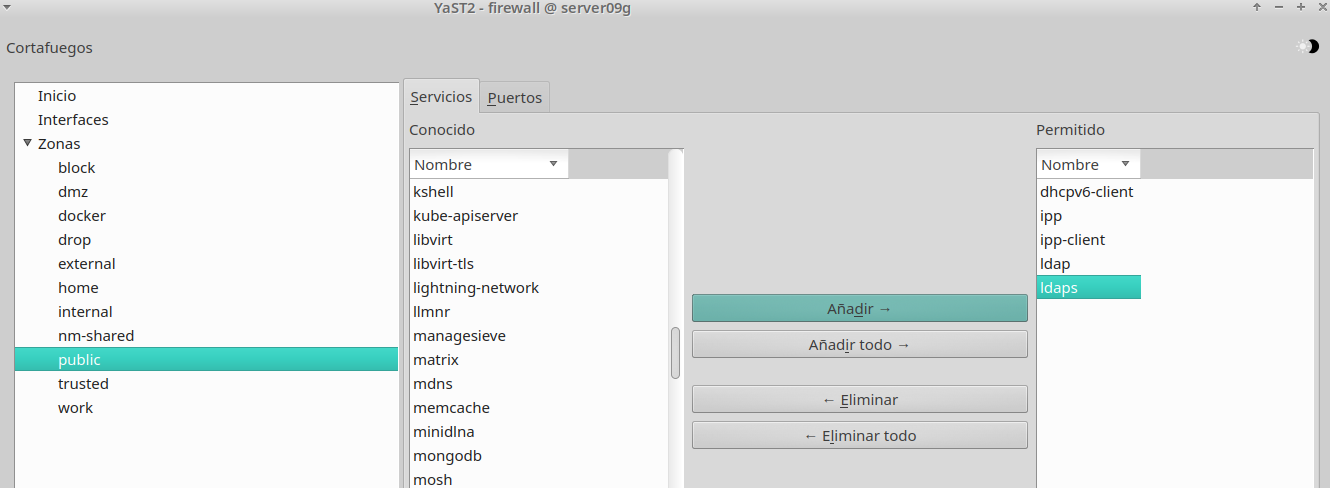 YaST2 - firewall @ server09g
Cortafuegos
Inicio
Interfaces
Zonas
block
dmz
docker
drop
external
home
internal
nm-shared
public
trusted
work
Servicios
Puertos
Conocido
Nombre
kshell
kube-apiserver
libvirt
libvirt-tls
lightning-network
llmnr
managesieve
matrix
mdns
memcache
minidlna
mongodb
mosh
Añadir →
Añadir todo →
← Eliminar
← Eliminar todo
Permitido
Nombre
dhcpv6-client
ipp
ipp-client
ldap
ldaps